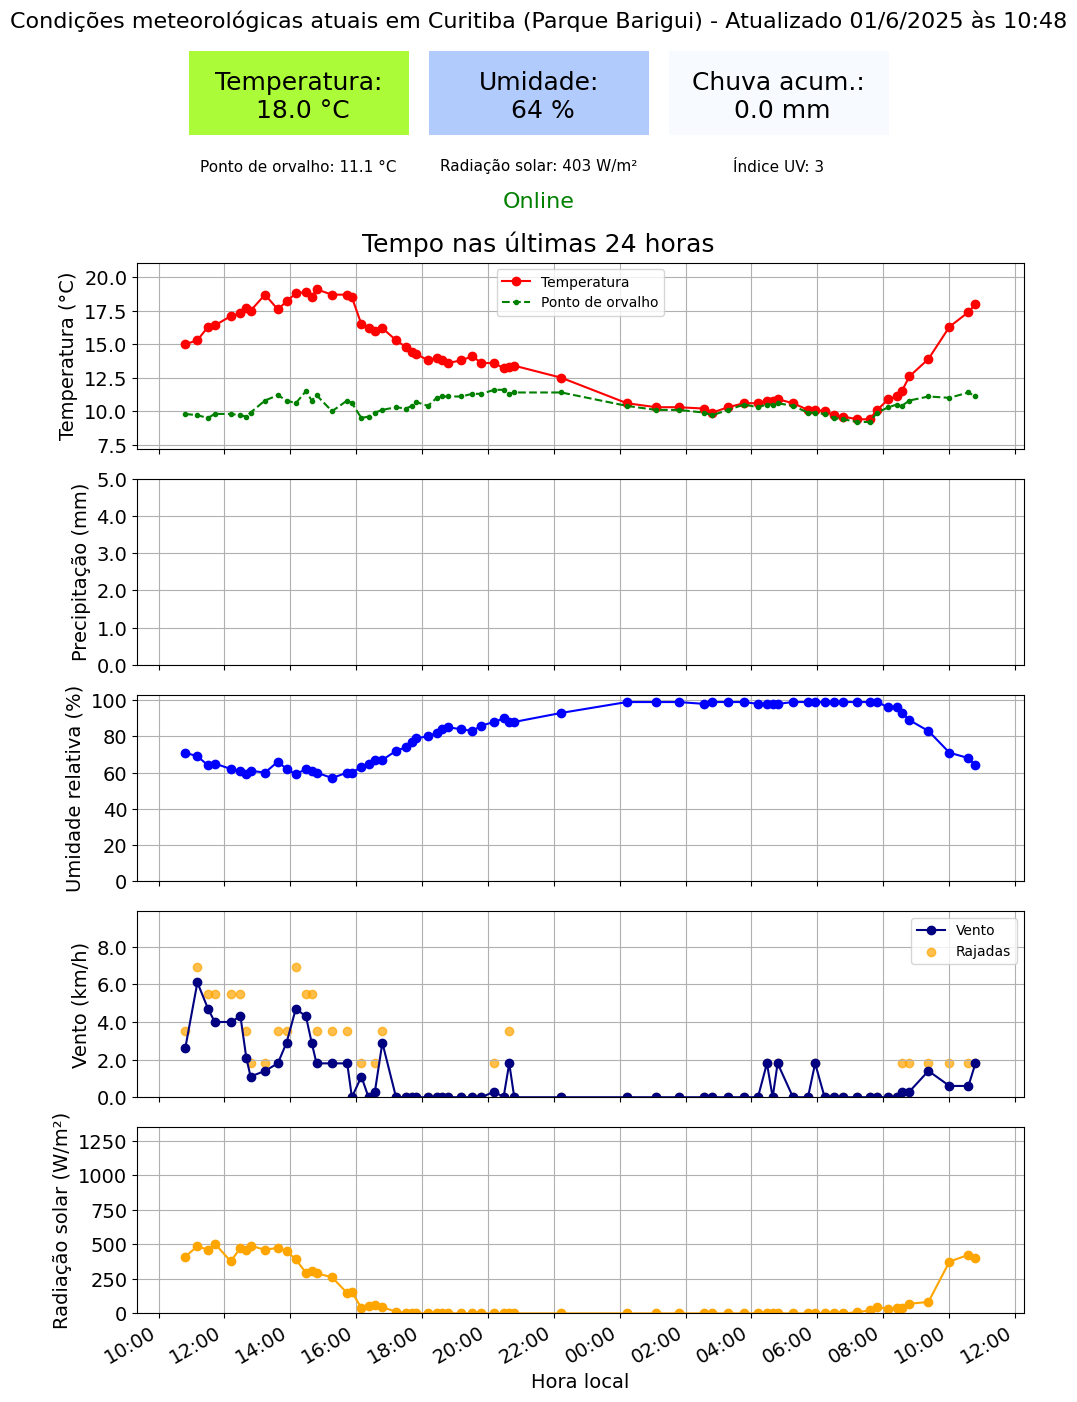 Condições meteorológicas atuais em Curitiba (Parque Barigui) - Atualizado 01/6/2025 às 10:48
Temperatura:
18.0 °C
Umidade:
64 %
Chuva acum.:
0.0 mm
Ponto de orvalho: 11.1 °C
Radiação solar: 403 W/m²
Índice UV: 3
Online
Tempo nas últimas 24 horas
Temperatura (°C)
20.0
17.5
15.0
12.5
10.0
7.5
Temperatura
Ponto de orvalho
Precipitação (mm)
5.0
4.0
3.0
2.0
1.0
0.0
Umidade relativa (%)
100
80
60
40
20
0
Vento (km/h)
8.0
6.0
4.0
2.0
0.0
Vento
Rajadas
Radiação solar (W/m²)
1250
1000
750
500
250
0
10:00
12:00
14:00
16:00
18:00
20:00
22:00
00:00
02:00
04:00
06:00
08:00
10:00
12:00
Hora local